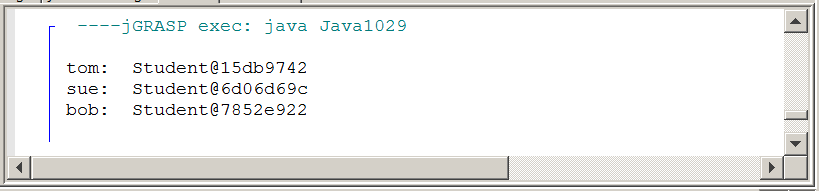 ----jGRASP exec: java Java1029
tom:  Student@15db9742
sue:  Student@6d06d69c
bob:  Student@7852e922